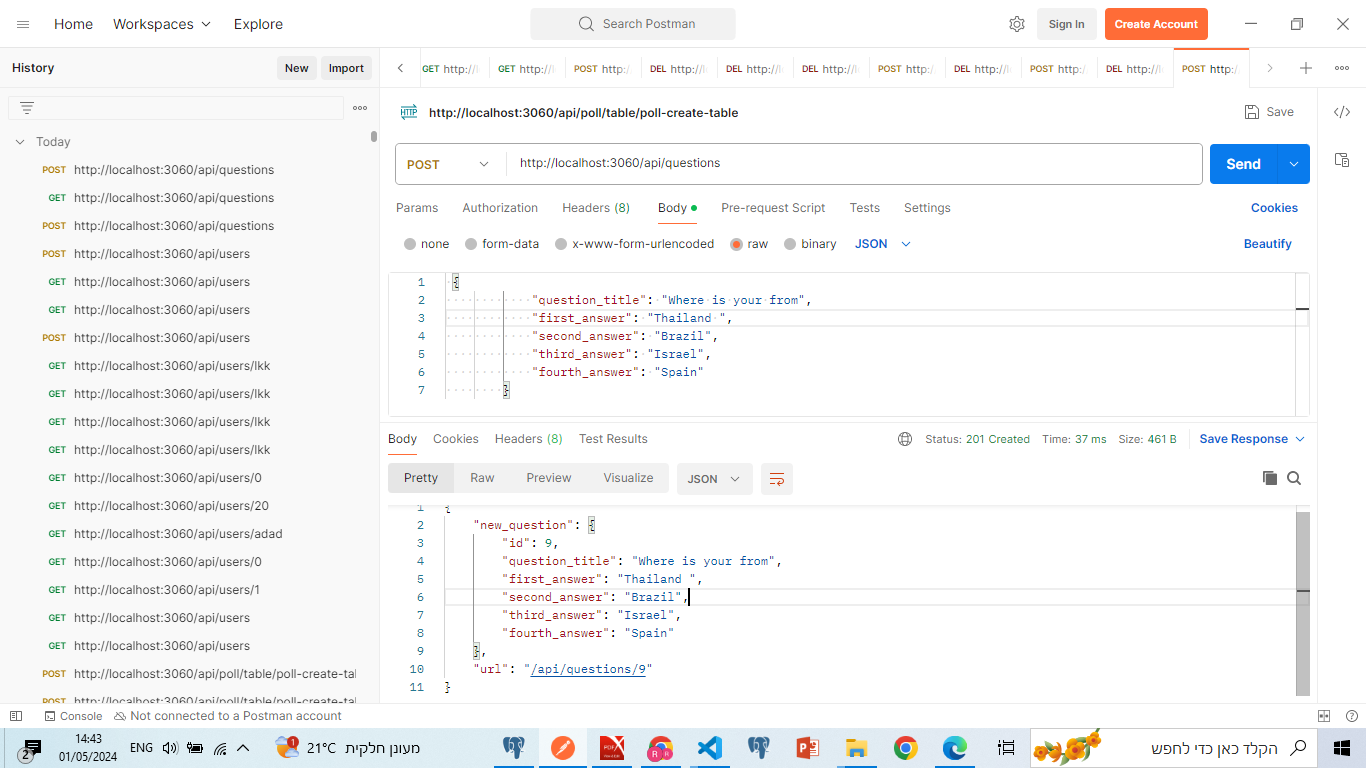 Home Workspaces Explore Search Postman Sign In Create Account
History New Import
GET http://l GET http://l POST http:/ DEL http://l DEL http://l DEL http://l POST http:/ DEL http://l POST http:/ DEL http://l POST http:/
HTTP http://localhost:3060/api/poll/table/poll-create-table Save
Today
POST http://localhost:3060/api/questions
GET http://localhost:3060/api/questions
POST http://localhost:3060/api/questions
POST http://localhost:3060/api/users
GET http://localhost:3060/api/users
GET http://localhost:3060/api/users
POST http://localhost:3060/api/users
GET http://localhost:3060/api/users/lkk
GET http://localhost:3060/api/users/lkk
GET http://localhost:3060/api/users/lkk
GET http://localhost:3060/api/users/lkk
GET http://localhost:3060/api/users/0
GET http://localhost:3060/api/users/20
GET http://localhost:3060/api/users/adad
GET http://localhost:3060/api/users/0
GET http://localhost:3060/api/users/1
GET http://localhost:3060/api/users
GET http://localhost:3060/api/users
POST http://localhost:3060/api/poll/table/poll-create-tal
POST http://localhost:3060/api/poll/table/poll-create-tal
POST http://localhost:3060/api/questions Send
Params Authorization Headers (8) Body Pre-request Script Tests Settings Cookies
none form-data x-www-form-urlencoded raw binary JSON Beautify
1 {
2 "question_title": "Where is your from",
3 "first_answer": "Thailand ",
4 "second_answer": "Brazil",
5 "third_answer": "Israel",
6 "fourth_answer": "Spain"
7 }
Body Cookies Headers (8) Test Results Status: 201 Created Time: 37 ms Size: 461 B Save Response
Pretty Raw Preview Visualize JSON
1 {
2 "new_question": {
3 "id": 9,
4 "question_title": "Where is your from",
5 "first_answer": "Thailand ",
6 "second_answer": "Brazil",
7 "third_answer": "Israel",
8 "fourth_answer": "Spain"
9 },
10 "url": "/api/questions/9"
11 }
Console Not connected to a Postman account
2 14:43 01/05/2024 ENG 1 21°C מעונן חלקית הקלד כאן כדי לחפש